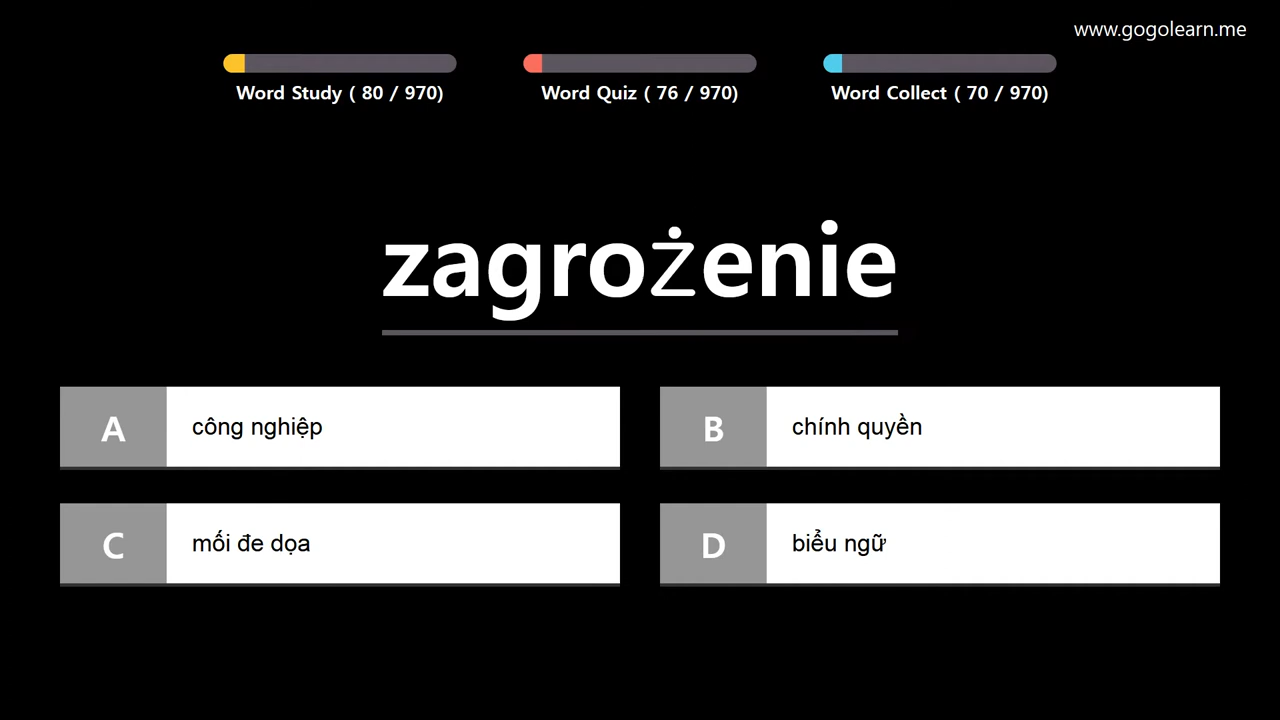 www.gogolearn.me
Word Study ( 80 / 970)
Word Quiz ( 76 / 970)
Word Collect ( 70 / 970)
zagrożenie
A
công nghiệp
B
chính quyền
C
mối đe dọa
D
biểu ngữ